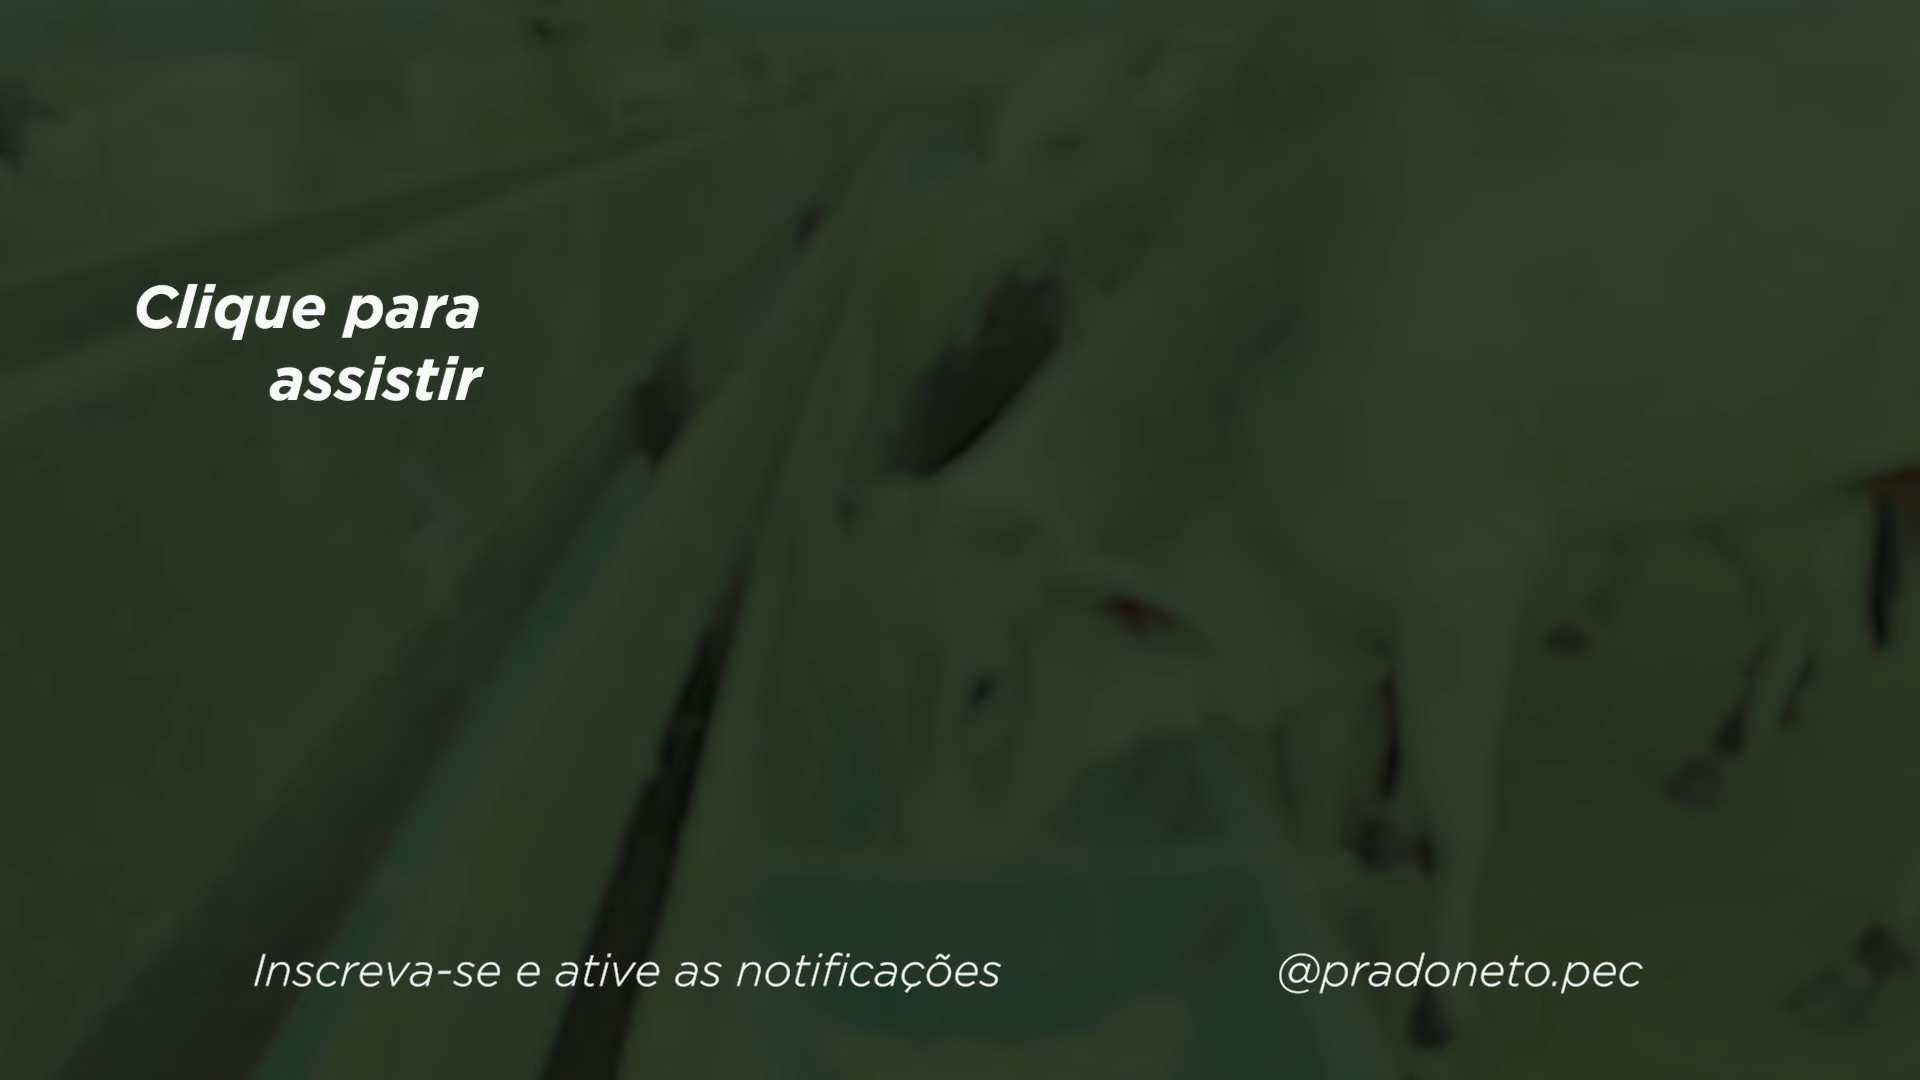 Clique para
assistir
Inscreva-se e ative as notificações
@pradoneto.pec